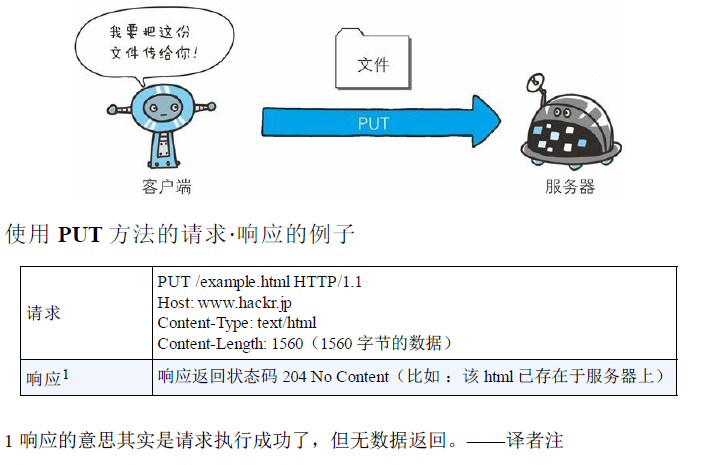 我要把这份
文件传给你！
文件
PUT
客户端
服务器
使用 PUT 方法的请求·响应的例子
请求
PUT /example.html HTTP/1.1
Host: www.hackr.jp
Content-Type: text/html
Content-Length: 1560（1560 字节的数据）
响应1
响应返回状态码 204 No Content（比如 ：该 html 已存在于服务器上）
1 响应的意思其实是请求执行成功了，但无数据返回。——译者注